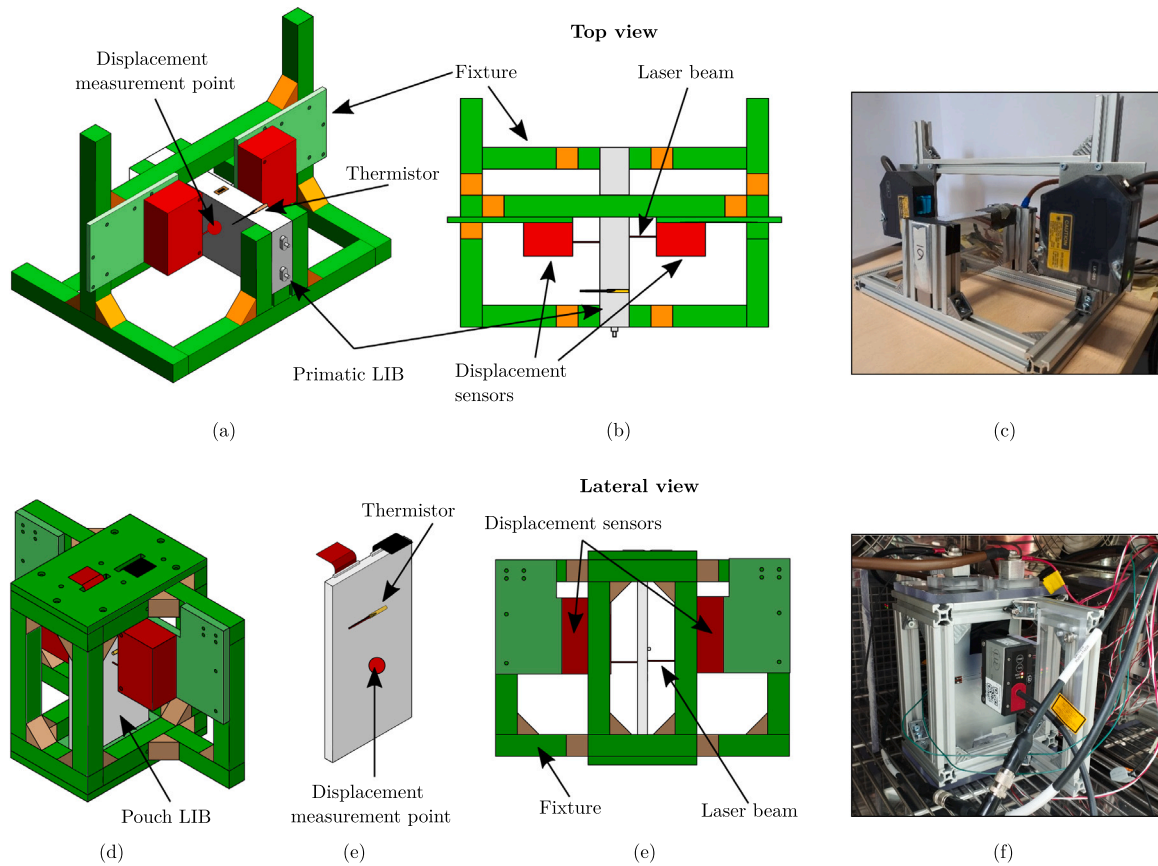 Top view
Displacement
measurement point
Fixture
Laser beam
Thermistor
Primatic LIB
Displacement
sensors
(a)
(b)
(c)
Lateral view
Thermistor
Displacement sensors
Pouch LIB
Displacement
measurement point
Fixture
Laser beam
(d)
(e)
(e)
(f)